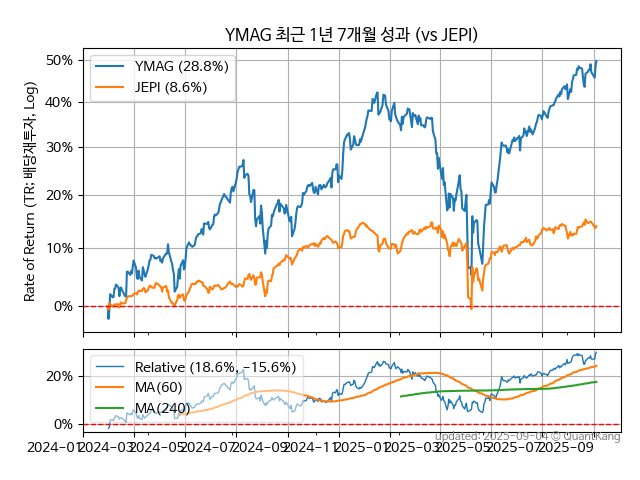 YMAG 최근 1년 7개월 성과 (vs JEPI)
50%
40%
30%
20%
10%
0%
Rate of Return (TR: 배당재투자, Log)
YMAG (28.8%)
JEPI (8.6%)
20%
0%
Relative (18.6%, -15.6%)
MA(60)
MA(240)
2024-01 2024-03 2024-05 2024-07 2024-09 2024-11 2025-01 2025-03 2025-05 2025-07 2025-09
updated: 2025-09-04 © QuantKang